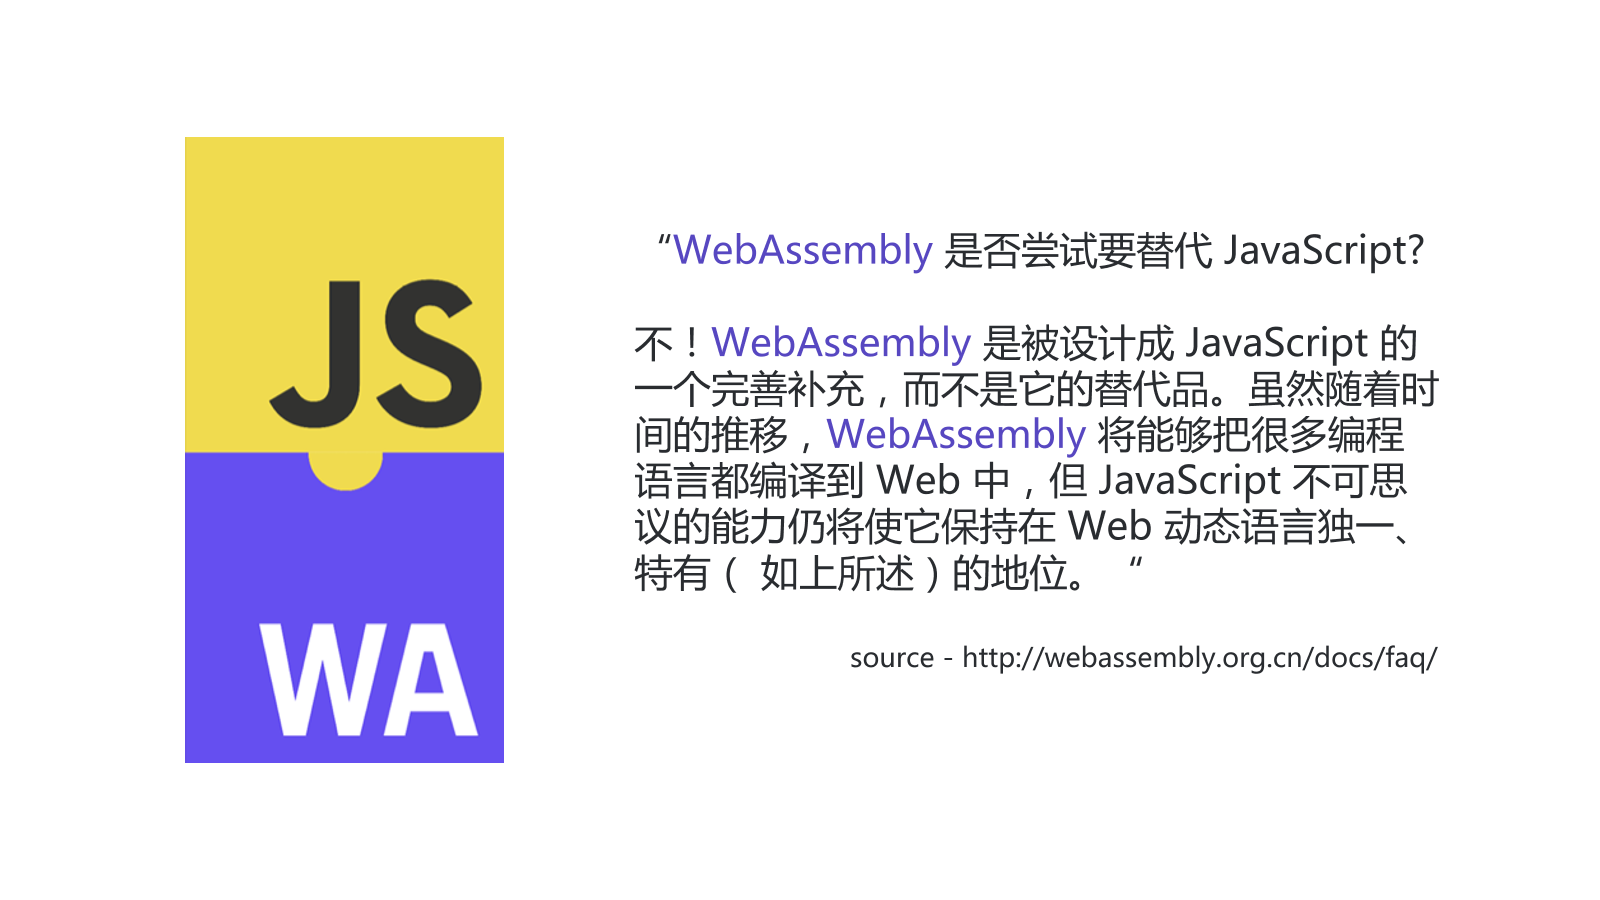 JS
WA
“WebAssembly 是否尝试要替代 JavaScript?
不！WebAssembly 是被设计成 JavaScript 的
一个完善补充，而不是它的替代品。虽然随着时
间的推移，WebAssembly 将能够把很多编程
语言都编译到 Web 中，但 JavaScript 不可思
议的能力仍将使它保持在 Web 动态语言独一、
特有（ 如上所述）的地位。“
source - http://webassembly.org.cn/docs/faq/